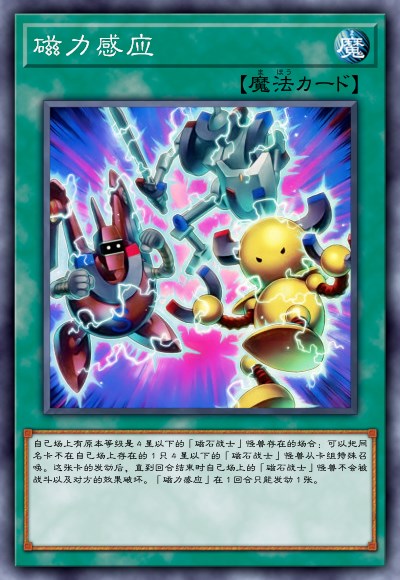 磁力感应
魔
【魔法カード】
まほう
自己场上有原本等级是4星以下的「磁石战士」怪兽存在的场合，可以把同
名卡不在自己场上存在的1只4星以下的「磁石战士」怪兽从卡组特殊召
唤。这张卡的发动后，直到回合结束时自己场上的「磁石战士」怪兽不会被
战斗以及对方的效果破坏。「磁力感应」在1回合只能发动1张。